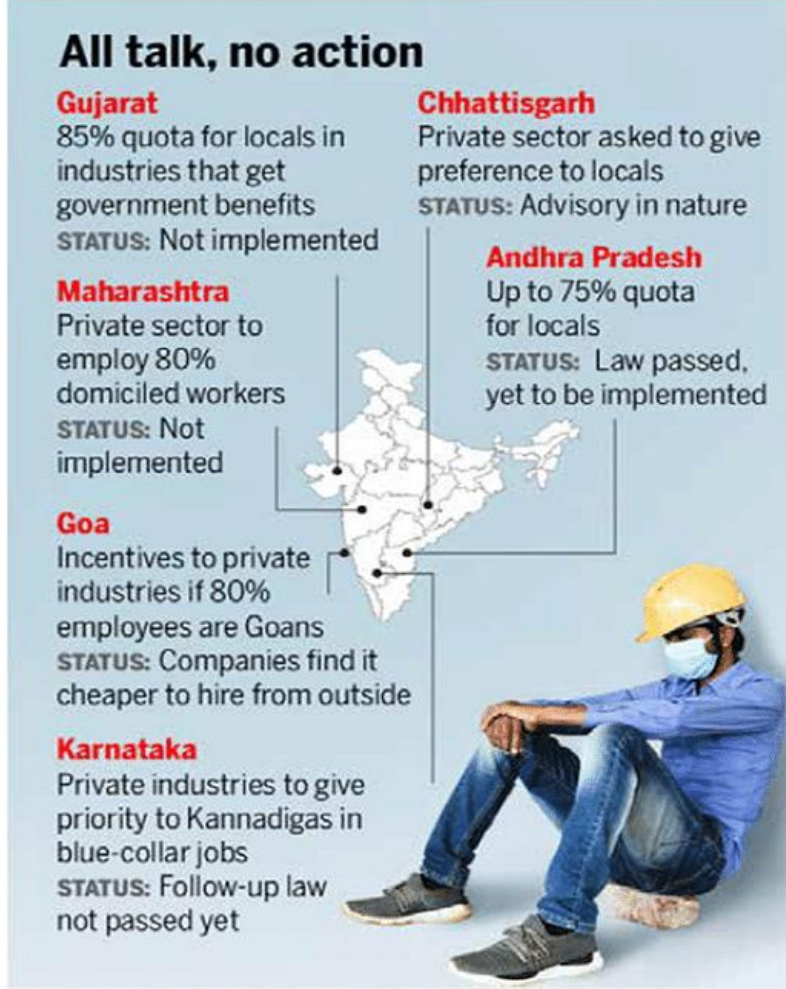 All talk, no action
Gujarat
85% quota for locals in
industries that get
government benefits
STATUS: Not implemented
Chhattisgarh
Private sector asked to give
preference to locals
STATUS: Advisory in nature
Andhra Pradesh
Up to 75% quota
for locals
STATUS: Law passed,
yet to be implemented
Maharashtra
Private sector to
employ 80%
domiciled workers
STATUS: Not
implemented
Goa
Incentives to private
industries if 80%
employees are Goans
STATUS: Companies find it
cheaper to hire from outside
Karnataka
Private industries to give
priority to Kannadigas in
blue-collar jobs
STATUS: Follow-up law
not passed yet